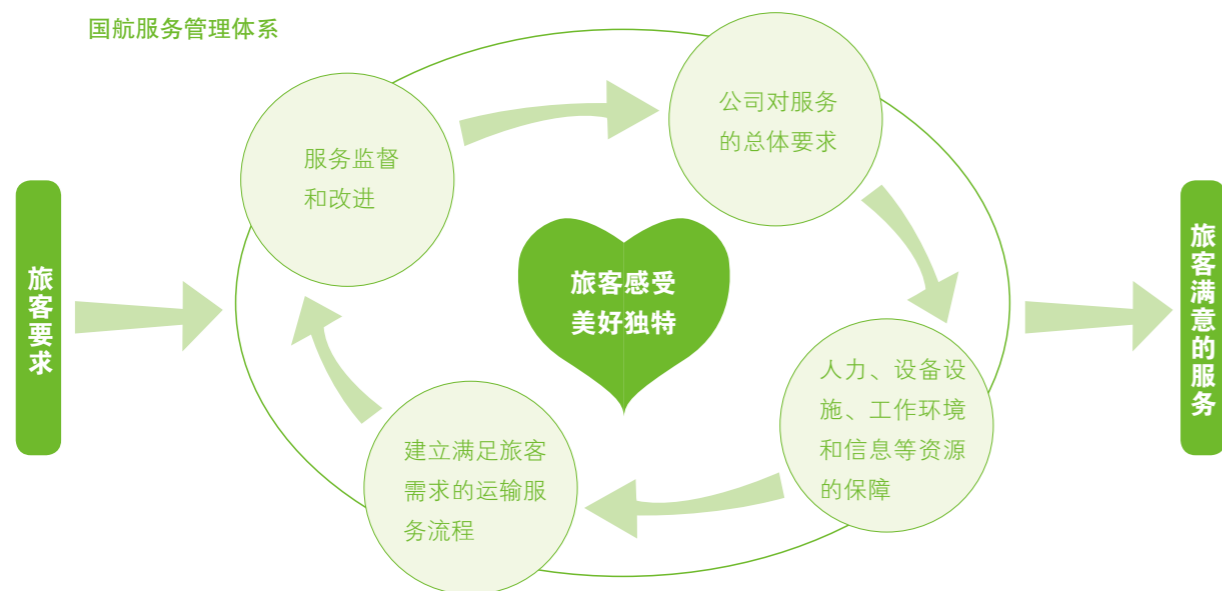 国航服务管理体系
服务监督
和改进
公司对服务
的总体要求
旅客要求
旅客感受
美好独特
旅客满意的服务
人力、设备设
施、工作环境
和信息等资源
的保障
建立满足旅客
需求的运输服
务流程